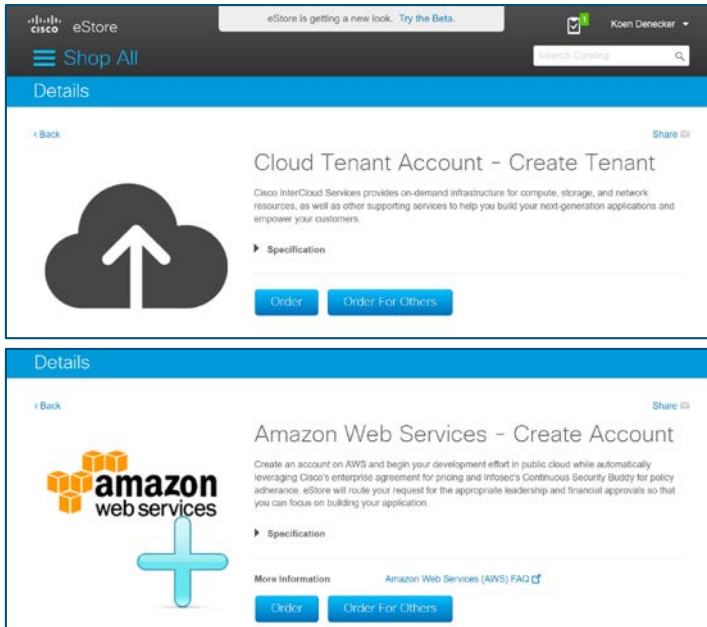 eStore is getting a new look. Try the Beta.
cisco eStore
1
Koen Denecker
Shop All
Search Catalog
Details
< Back
Share
Cloud Tenant Account - Create Tenant
Cisco InterCloud Services provides on-demand infrastructure for compute, storage, and network
resources, as well as other supporting services to help you build your next-generation applications and
empower your customers.
Specification
Order
Order For Others
Details
< Back
Share
amazon
web services
Amazon Web Services - Create Account
Create an account on AWS and begin your development effort in public cloud while automatically
leveraging Cisco's enterprise agreement for pricing and Infosec's Continuous Security Buddy for policy
adherance. eStore will route your request for the appropriate leadership and financial approvals so that
you can focus on building your application.
Specification
More Information
Amazon Web Services (AWS) FAQ
Order
Order For Others